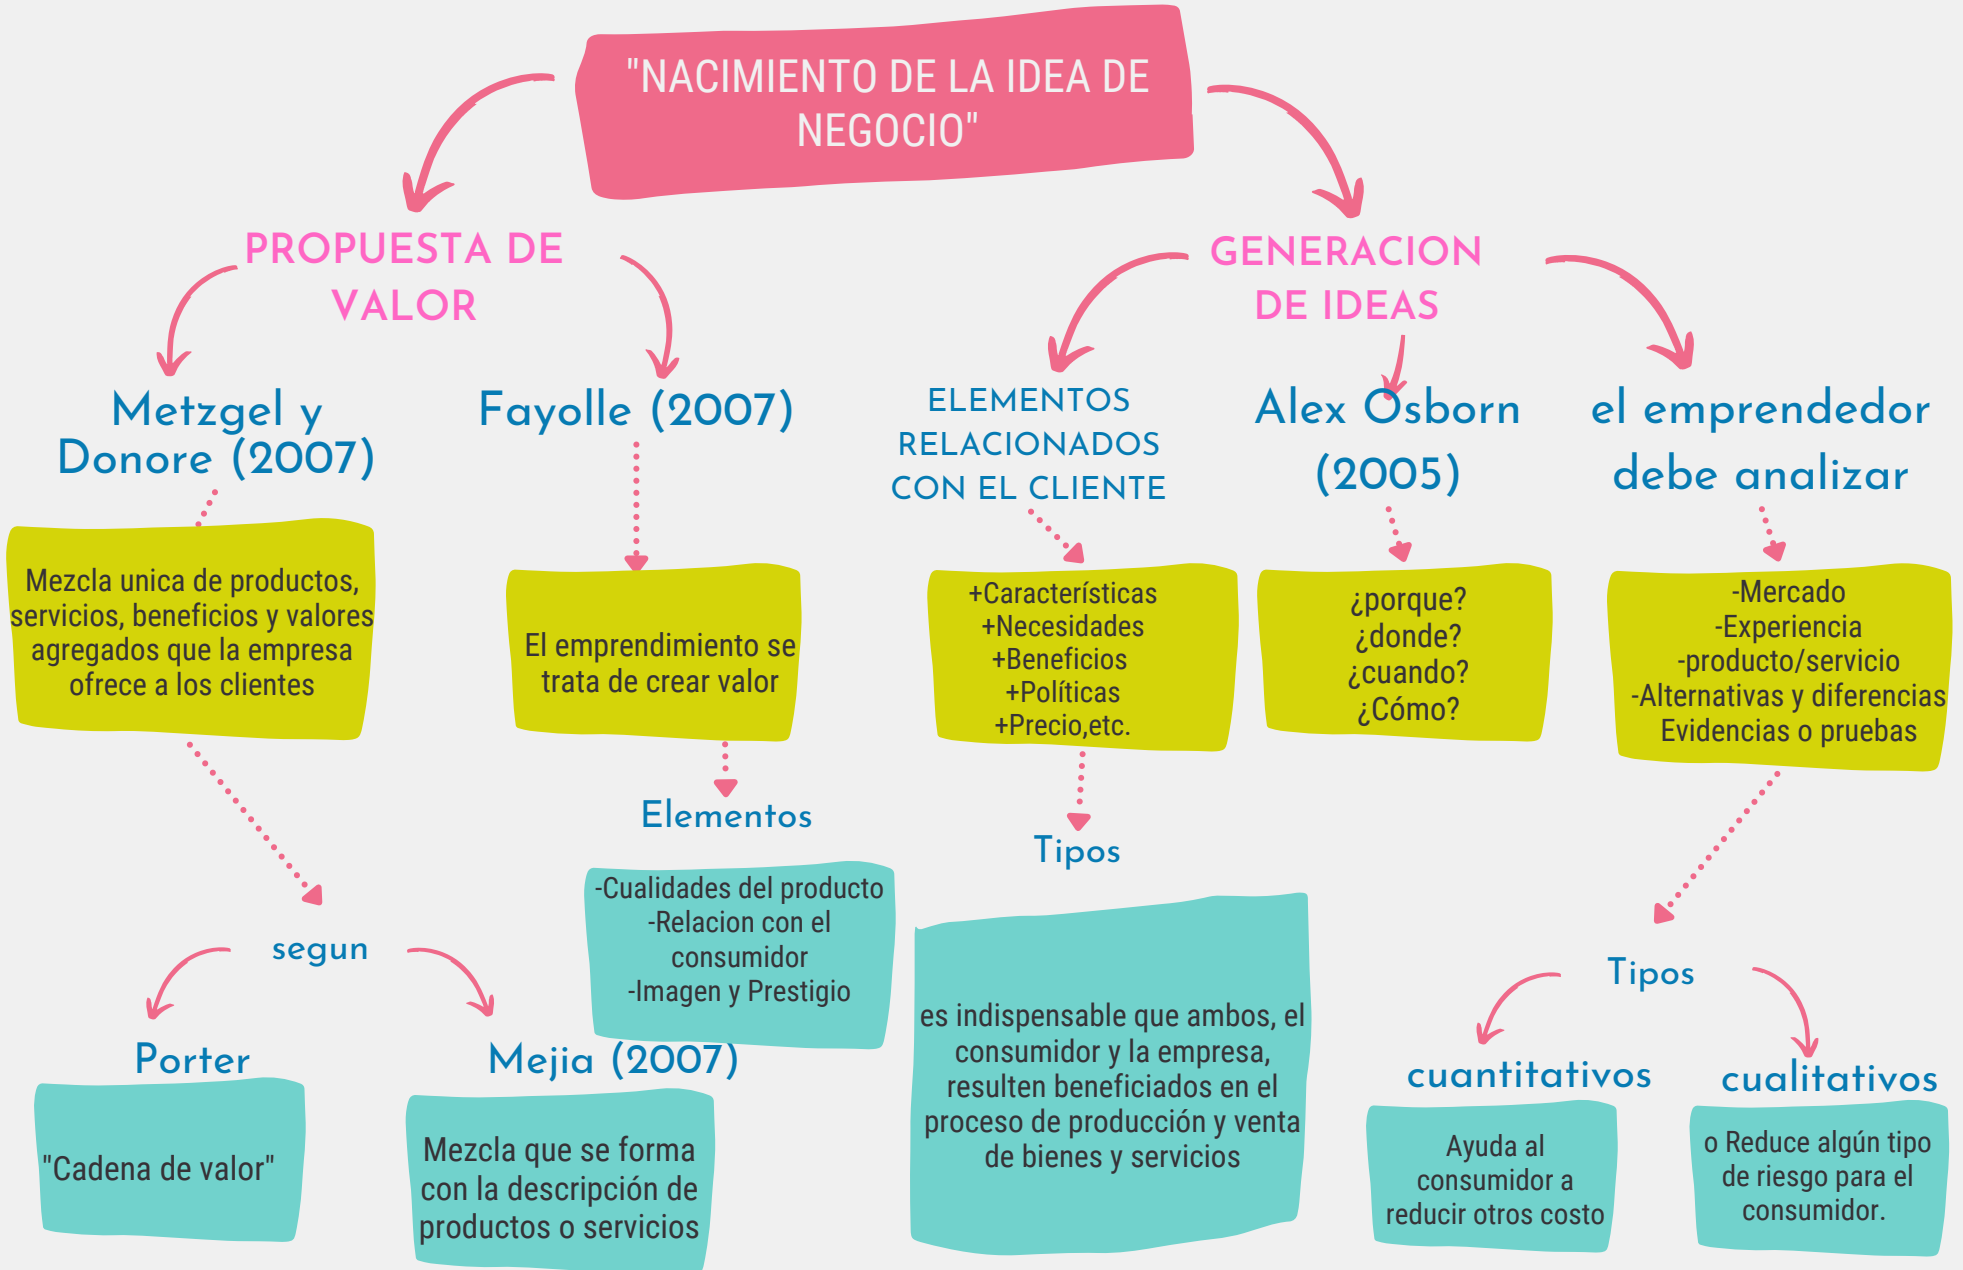 "NACIMIENTO DE LA IDEA DE
NEGOCIO"
PROPUESTA DE
VALOR
GENERACION
DE IDEAS
Metzgel y
Donore (2007)
Fayolle (2007)
ELEMENTOS
RELACIONADOS
CON EL CLIENTE
Alex Osborn
(2005)
el emprendedor
debe analizar
Mezcla unica de productos,
servicios, beneficios y valores
agregados que la empresa
ofrece a los clientes
El emprendimiento se
trata de crear valor
+Características
+Necesidades
+Beneficios
+Políticas
+Precio,etc.
¿porque?
¿donde?
¿cuando?
¿Cómo?
-Mercado
-Experiencia
-producto/servicio
-Alternativas y diferencias
Evidencias o pruebas
Elementos
-Cualidades del producto
-Relacion con el
consumidor
-Imagen y Prestigio
Tipos
es indispensable que ambos, el
consumidor y la empresa,
resulten beneficiados en el
proceso de producción y venta
de bienes y servicios
segun
Porter
"Cadena de valor"
Mejia (2007)
Mezcla que se forma
con la descripción de
productos o servicios
Tipos
cuantitativos
Ayuda al
consumidor a
reducir otros costo
cualitativos
o Reduce algún tipo
de riesgo para el
consumidor.